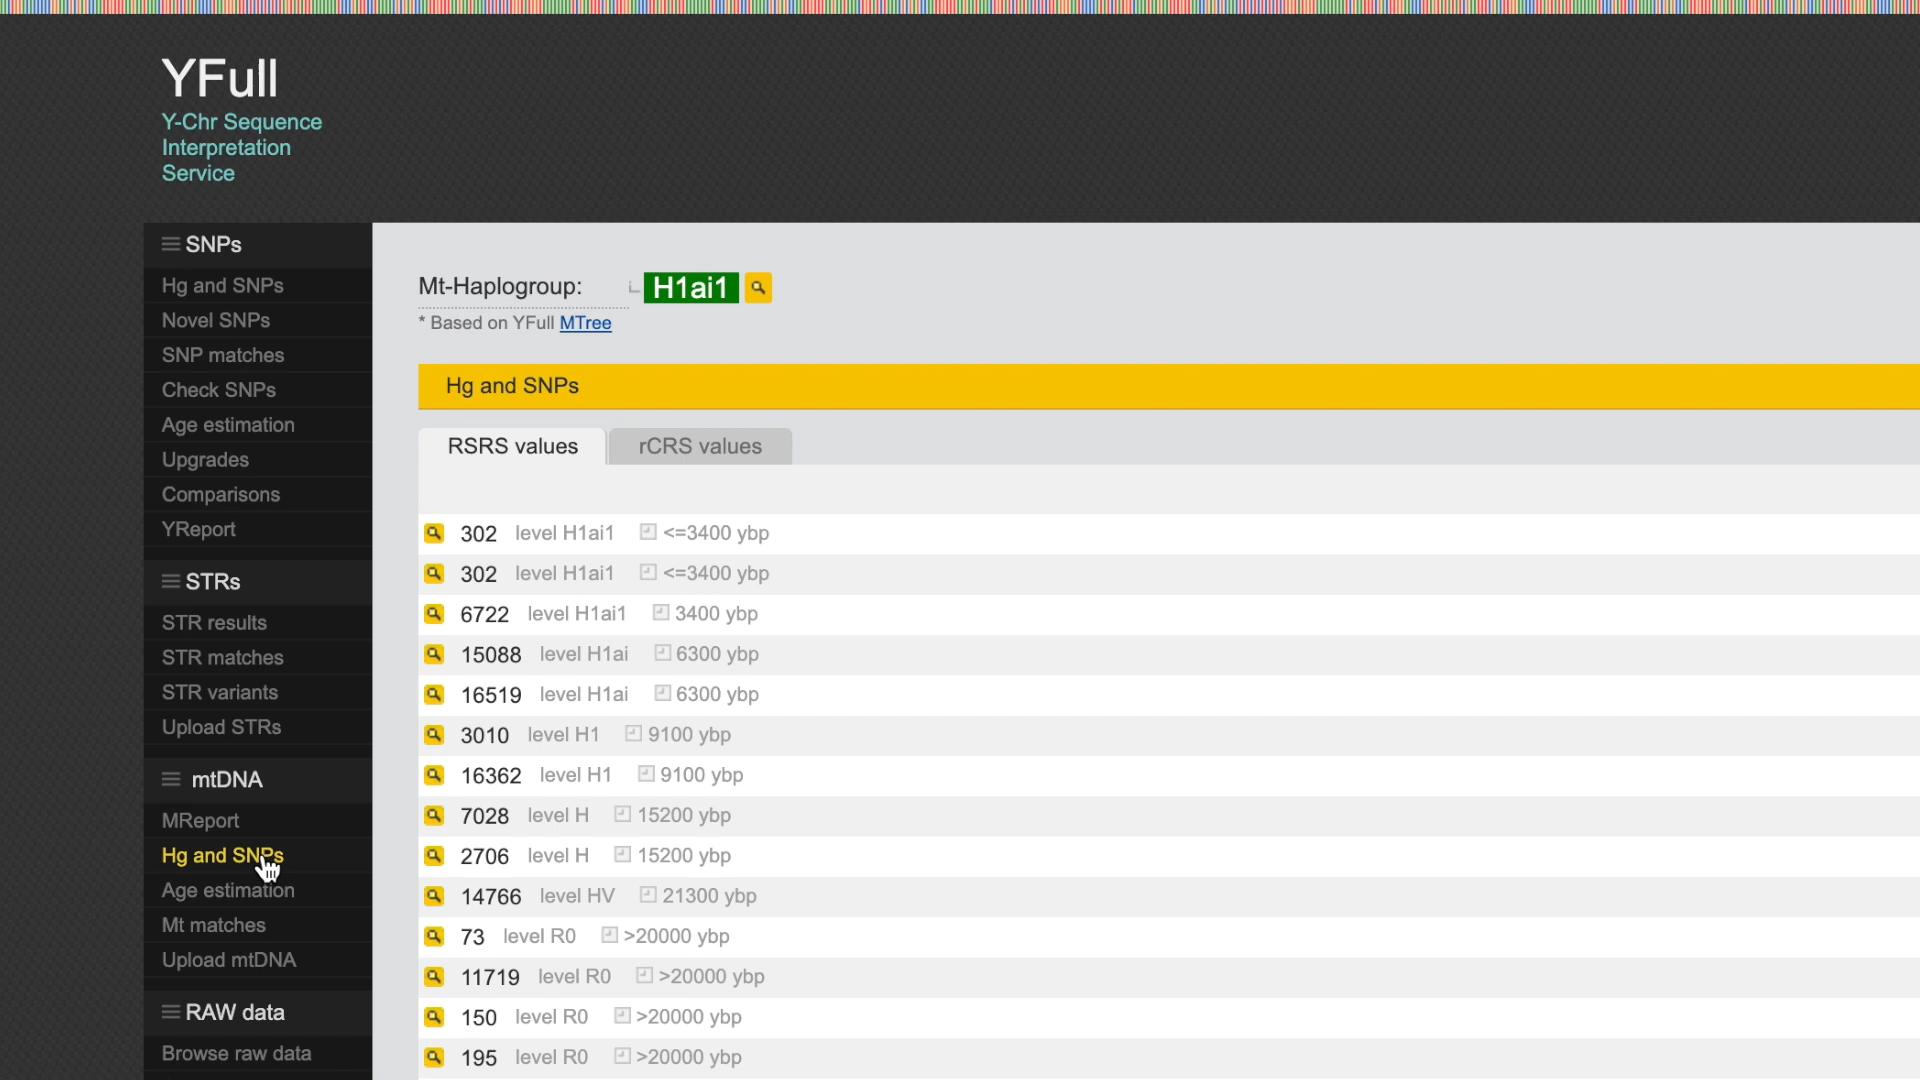 YFull
Y-Chr Sequence
Interpretation
Service
SNPs
Hg and SNPs
Novel SNPs
SNP matches
Check SNPs
Age estimation
Upgrades
Comparisons
YReport
STRs
STR results
STR matches
STR variants
Upload STRs
mtDNA
MReport
Hg and SNPs
Age estimation
Mt matches
Upload mtDNA
RAW data
Browse raw data
Mt-Haplogroup: H1ai1
* Based on YFull MTree
Hg and SNPs
RSRS values rCRS values
302 level H1ai1 <=3400 ybp
302 level H1ai1 <=3400 ybp
6722 level H1ai1 3400 ybp
15088 level H1ai 6300 ybp
16519 level H1ai 6300 ybp
3010 level H1 9100 ybp
16362 level H1 9100 ybp
7028 level H 15200 ybp
2706 level H 15200 ybp
14766 level HV 21300 ybp
73 level R0 >20000 ybp
11719 level R0 >20000 ybp
150 level R0 >20000 ybp
195 level R0 >20000 ybp